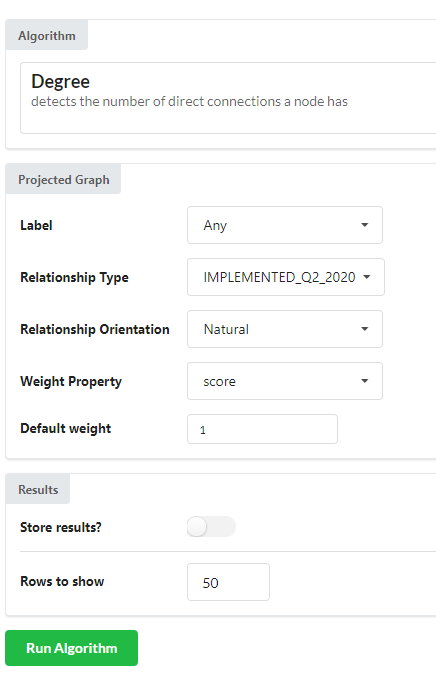 Algorithm
Degree
detects the number of direct connections a node has
Projected Graph
Label Any
Relationship Type IMPLEMENTED_Q2_2020
Relationship Orientation Natural
Weight Property score
Default weight 1
Results
Store results?
Rows to show 50
Run Algorithm